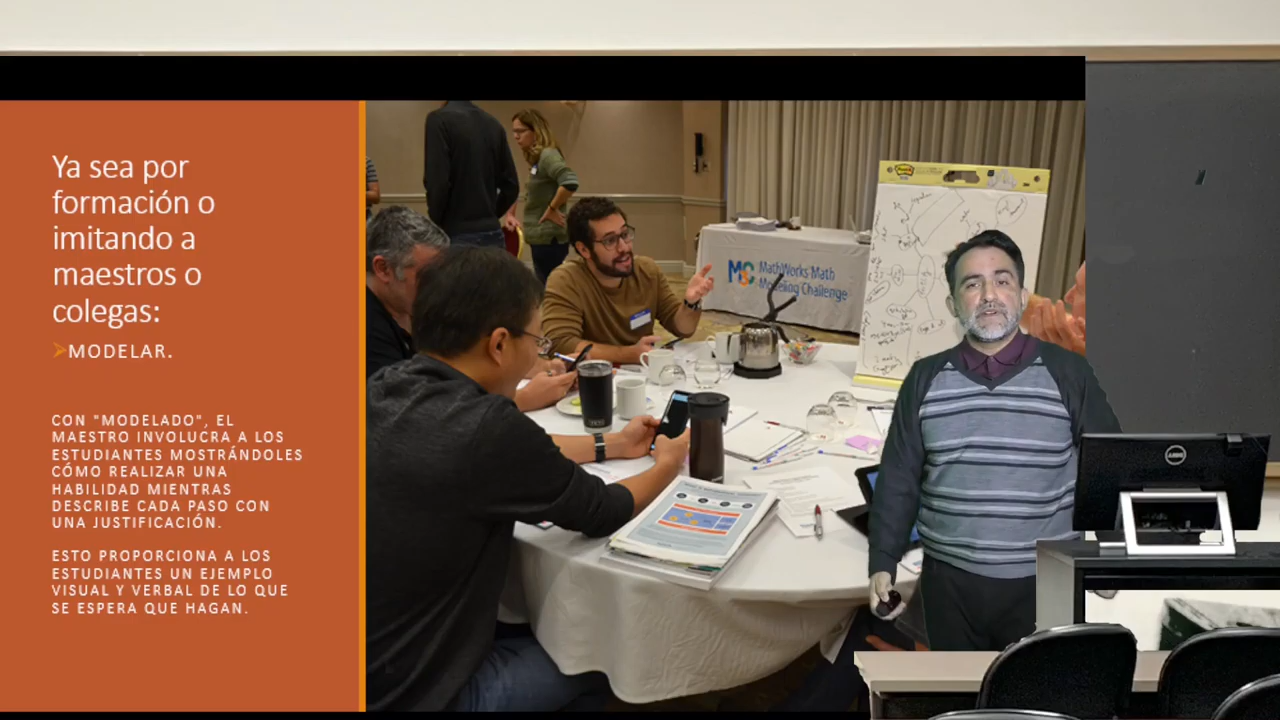 Ya sea por
formación o
imitando a
maestros o
colegas:
➢MODELAR.
CON "MODELADO", EL
MAESTRO INVOLUCRA A LOS
ESTUDIANTES MOSTRÁNDOLES
CÓMO REALIZAR UNA
HABILIDAD MIENTRAS
DESCRIBE CADA PASO CON
UNA JUSTIFICACIÓN.
ESTO PROPORCIONA A LOS
ESTUDIANTES UN EJEMPLO
VISUAL Y VERBAL DE LO QUE
SE ESPERA QUE HAGAN.
MathWorks Math
Modeling Challenge
DELL